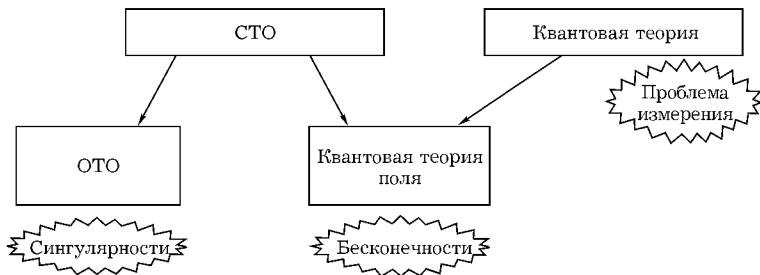 СТО
Квантовая теория
Проблема
измерения
ОТО
Квантовая теория
поля
Сингулярности
Бесконечности